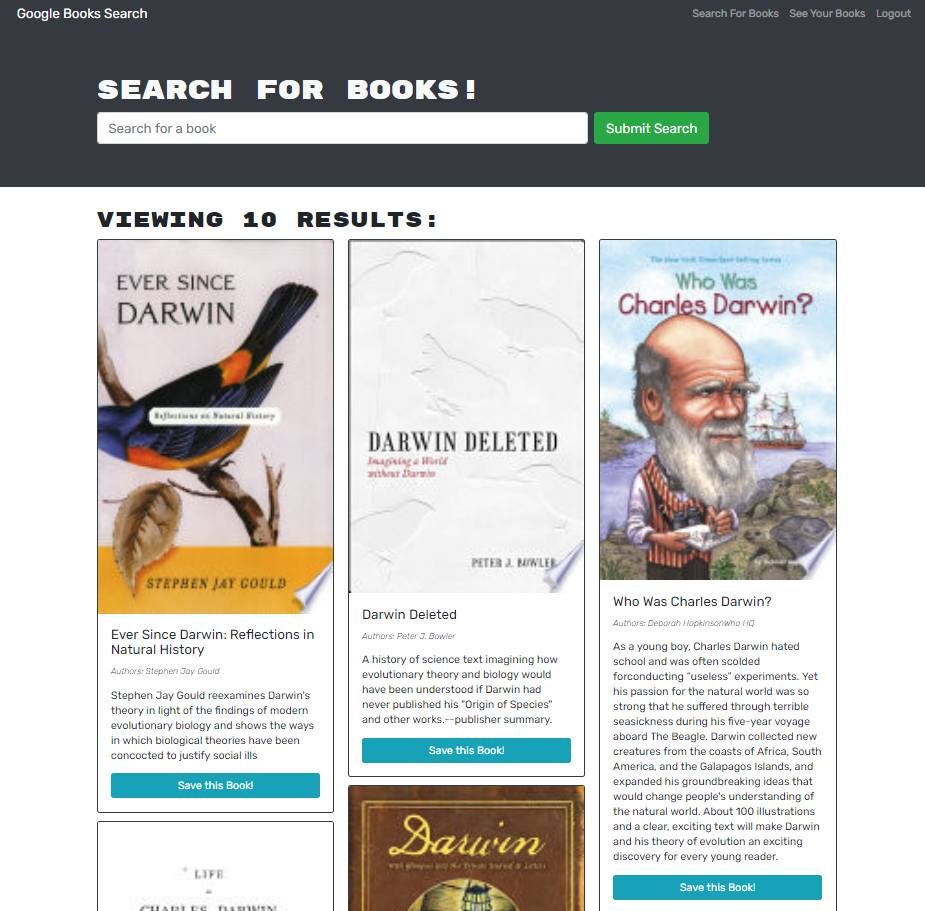 Google Books Search
Search For Books See Your Books Logout
SEARCH FOR BOOKS!
Search for a book
Submit Search
VIEWING 10 RESULTS:
EVER SINCE
DARWIN
Reflections on Natural History
STEPHEN JAY GOULD
Ever Since Darwin: Reflections in
Natural History
Authors: Stephen Jay Gould
Stephen Jay Gould reexamines Darwin's
theory in light of the findings of modern
evolutionary biology and shows the ways
in which biological theories have been
concocted to justify social ills
Save this Book!
LIFE
CHARLES DARWIN
DARWIN DELETED
Imagining a World
without Darwin
PETER J. BOWLER
Darwin Deleted
Authors: Peter J. Bowler
A history of science text imagining how
evolutionary theory and biology would
have been understood if Darwin had
never published his "Origin of Species"
and other works.--publisher summary.
Save this Book!
Darwin
The New York Times Best-Selling Series
Who Was
Charles Darwin?
Who Was Charles Darwin?
Authors: Deborah HopkinsonWho HQ
As a young boy, Charles Darwin hated
school and was often scolded
forconducting "useless" experiments. Yet
his passion for the natural world was so
strong that he suffered through terrible
seasickness during his five-year voyage
aboard The Beagle. Darwin collected new
creatures from the coasts of Africa, South
America, and the Galapagos Islands, and
expanded his groundbreaking ideas that
would change people's understanding of
the natural world. About 100 illustrations
and a clear, exciting text will make Darwin
and his theory of evolution an exciting
discovery for every young reader.
Save this Book!